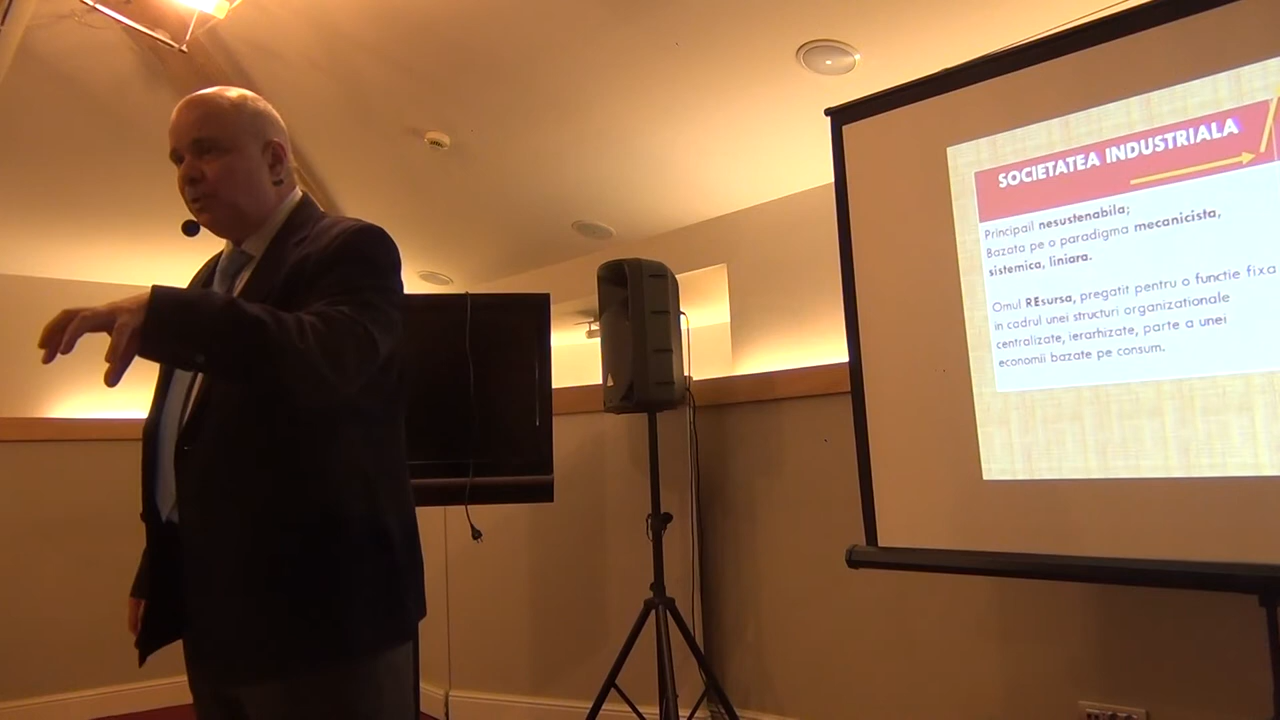 SOCIETATEA INDUSTRIALA
Principail nesustenabila;
Bazata pe o paradigma mecanicista,
sistemica, liniara.
Omul REsursa, pregatit pentru o functie fixa
in cadrul unei structuri organizationale
centralizate, ierarhizate, parte a unei
economii bazate pe consum.